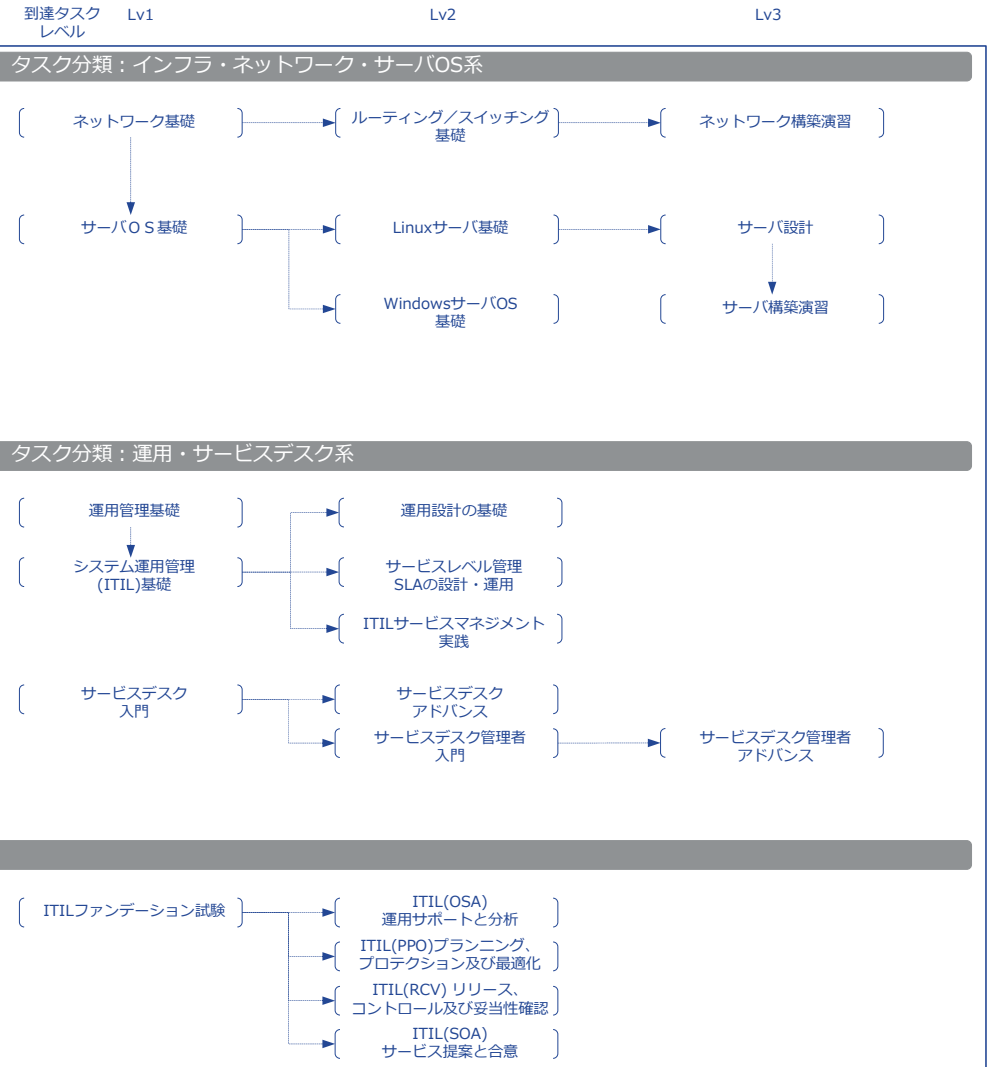 到達タスク
レベル
Lv1
Lv2
Lv3
タスク分類：インフラ・ネットワーク・サーバOS系
ネットワーク基礎
ルーティング／スイッチング
基礎
ネットワーク構築演習
サーバＯＳ基礎
Linuxサーバ基礎
サーバ設計
WindowsサーバOS
基礎
サーバ構築演習
タスク分類：運用・サービスデスク系
運用管理基礎
運用設計の基礎
システム運用管理
(ITIL)基礎
サービスレベル管理
SLAの設計・運用
ITILサービスマネジメント
実践
サービスデスク
入門
サービスデスク
アドバンス
サービスデスク管理者
入門
サービスデスク管理者
アドバンス
ITILファンデーション試験
ITIL(OSA)
運用サポートと分析
ITIL(PPO)プランニング、
プロテクション及び最適化
ITIL(RCV) リリース、
コントロール及び妥当性確認
ITIL(SOA)
サービス提案と合意